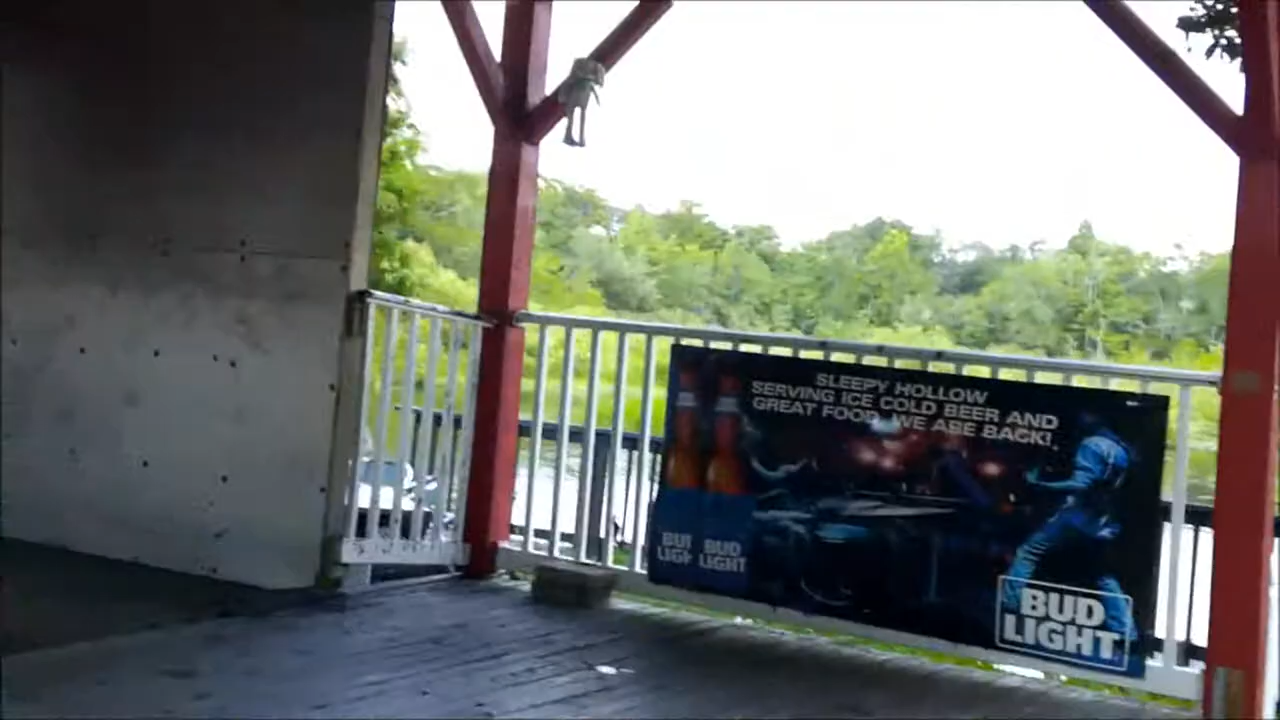 SLEEPY HOLLOW
SERVING ICE COLD BEER AND
GREAT FOOD, WE ARE BACK!
BUD
LIGHT
BUD
LIGHT
BUD
LIGHT